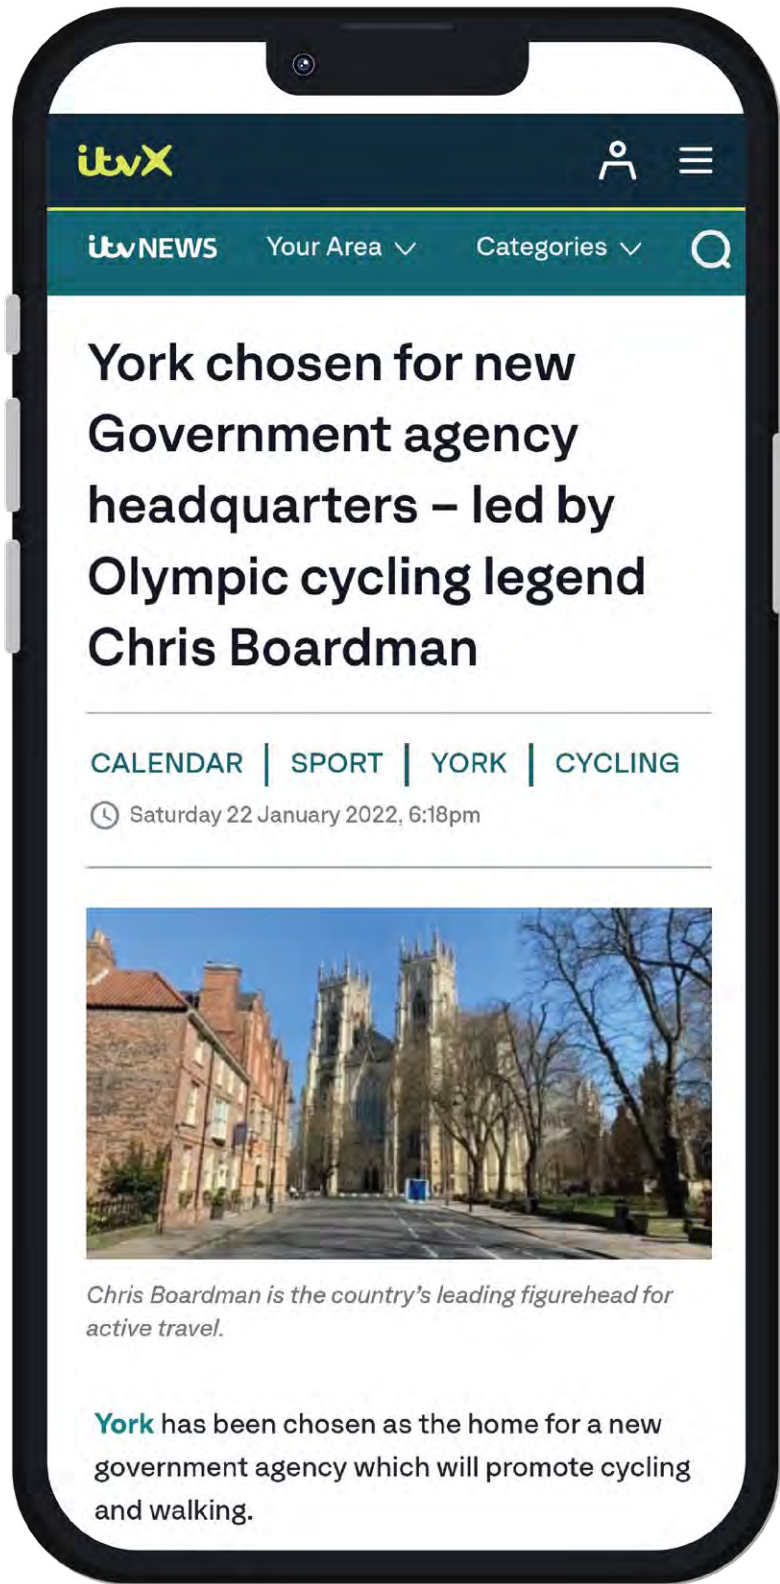 itvX
itv NEWS Your Area Categories
York chosen for new
Government agency
headquarters – led by
Olympic cycling legend
Chris Boardman
CALENDAR | SPORT | YORK | CYCLING
Saturday 22 January 2022, 6:18pm
Chris Boardman is the country's leading figurehead for
active travel.
York has been chosen as the home for a new
government agency which will promote cycling
and walking.